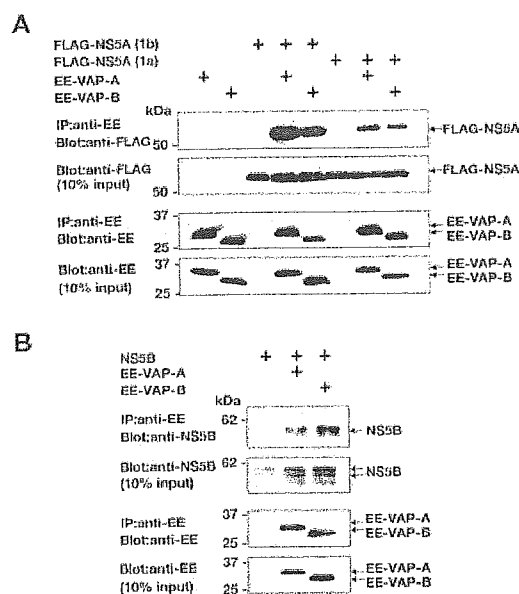 A
FLAG-NS5A (1b) + + +
FLAG-NS5A (1a) + + +
EE-VAP-A + + +
EE-VAP-B + + +
kDa
IP:anti-EE
Blot:anti-FLAG
50
FLAG-NS5A
Blot:anti-FLAG
(10% input)
50
FLAG-NS5A
IP:anti-EE
Blot:anti-EE
37
25
EE-VAP-A
EE-VAP-B
Blot:anti-EE
(10% input)
37
25
EE-VAP-A
EE-VAP-B
B
NS5B + + +
EE-VAP-A +
EE-VAP-B +
kDa
IP:anti-EE
Blot:anti-NS5B
62
NS5B
Blot:anti-NS5B
(10% input)
62
NS5B
IP:anti-EE
Blot:anti-EE
37
25
EE-VAP-A
EE-VAP-B
Blot:anti-EE
(10% input)
37
25
EE-VAP-A
EE-VAP-B